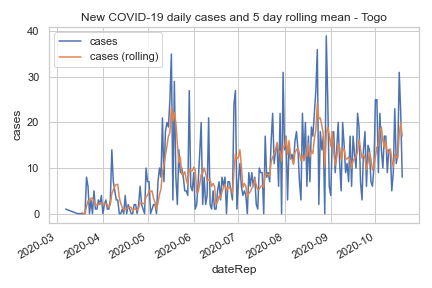 New COVID-19 daily cases and 5 day rolling mean - Togo
cases
cases (rolling)
40
30
20
10
0
cases
2020-03
2020-04
2020-05
2020-06
2020-07
2020-08
2020-09
2020-10
dateRep